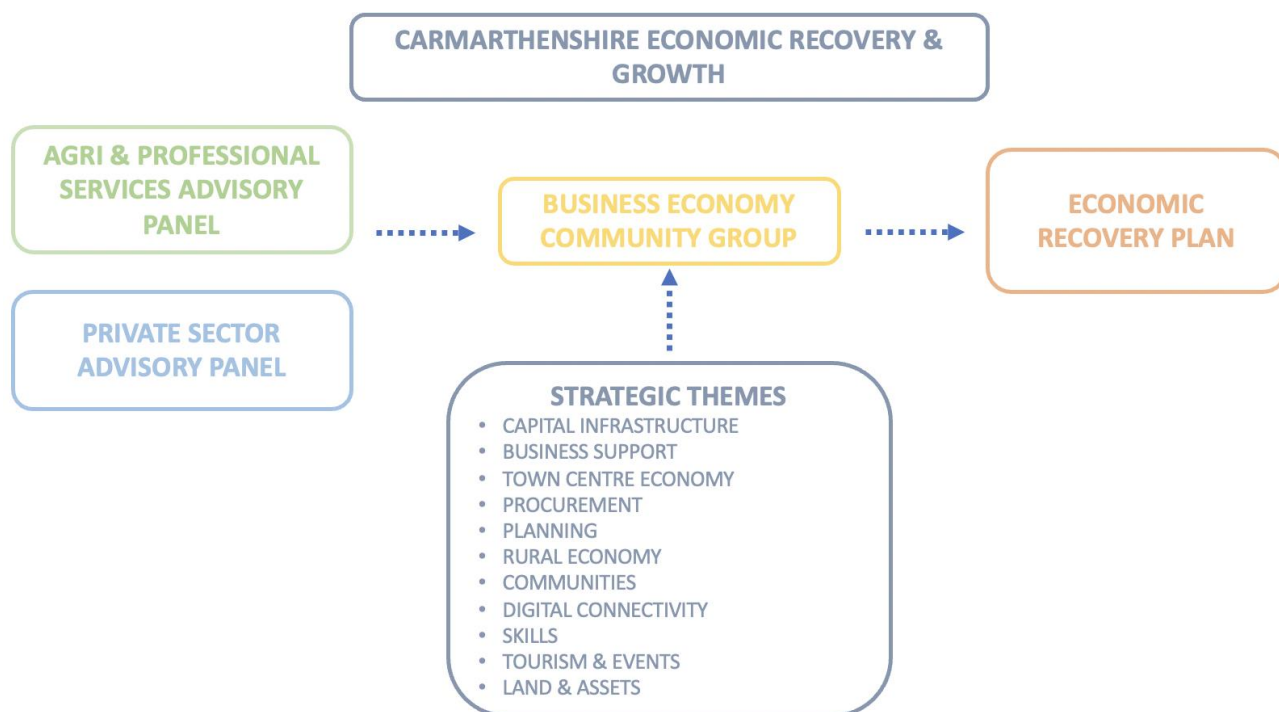 CARMARTHENSHIRE ECONOMIC RECOVERY &
GROWTH
AGRI & PROFESSIONAL
SERVICES ADVISORY
PANEL
PRIVATE SECTOR
ADVISORY PANEL
BUSINESS ECONOMY
COMMUNITY GROUP
ECONOMIC
RECOVERY PLAN
STRATEGIC THEMES
• CAPITAL INFRASTRUCTURE
• BUSINESS SUPPORT
• TOWN CENTRE ECONOMY
• PROCUREMENT
• PLANNING
• RURAL ECONOMY
• COMMUNITIES
• DIGITAL CONNECTIVITY
• SKILLS
• TOURISM & EVENTS
• LAND & ASSETS